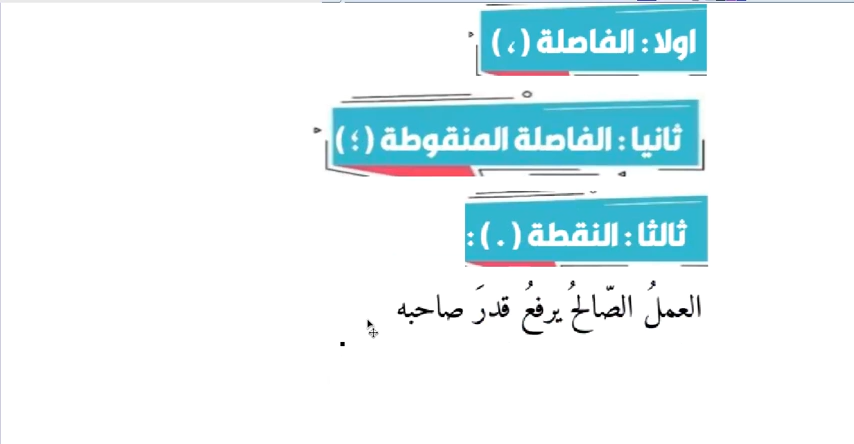 اولا : الفاصلة (،)
ثانيا : الفاصلة المنقوطة (؛)
ثالثا : النقطة (.) :
العملُ الصّالحُ يرفعُ قدرَ صاحبه
.